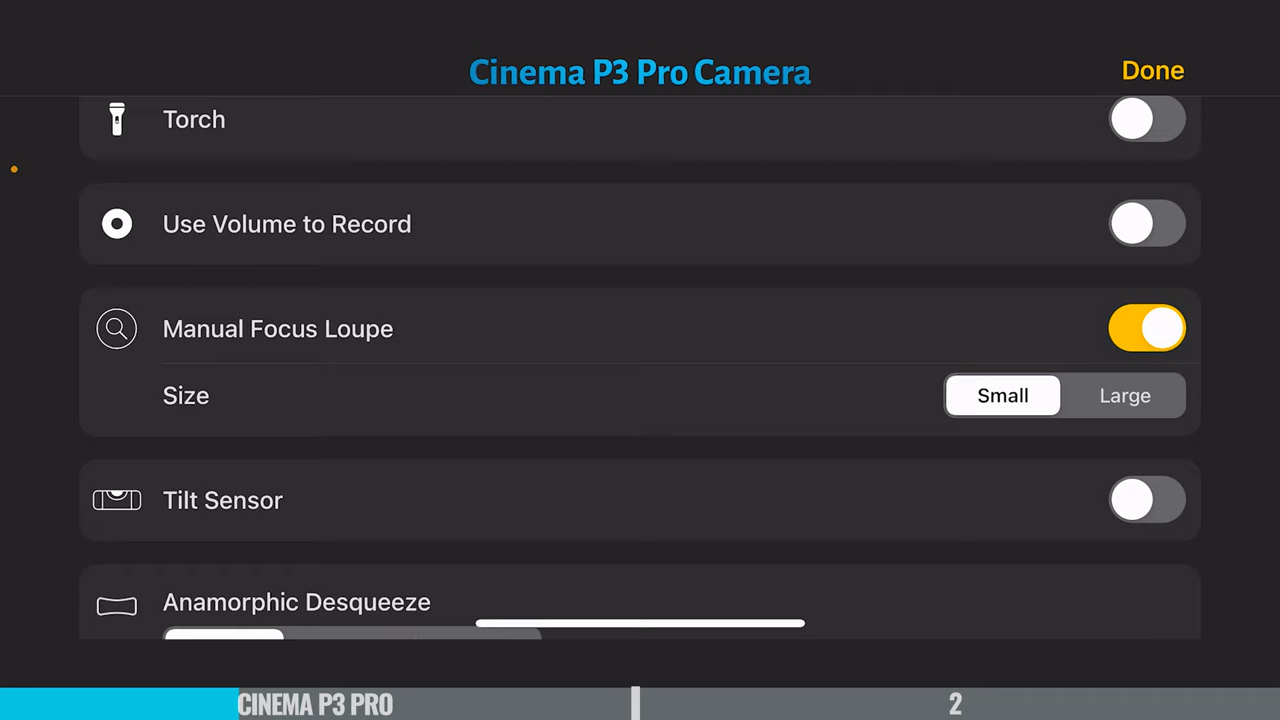 Cinema P3 Pro Camera
Done
Torch
Use Volume to Record
Manual Focus Loupe
Size
Small
Large
Tilt Sensor
Anamorphic Desqueeze
CINEMA P3 PRO
2